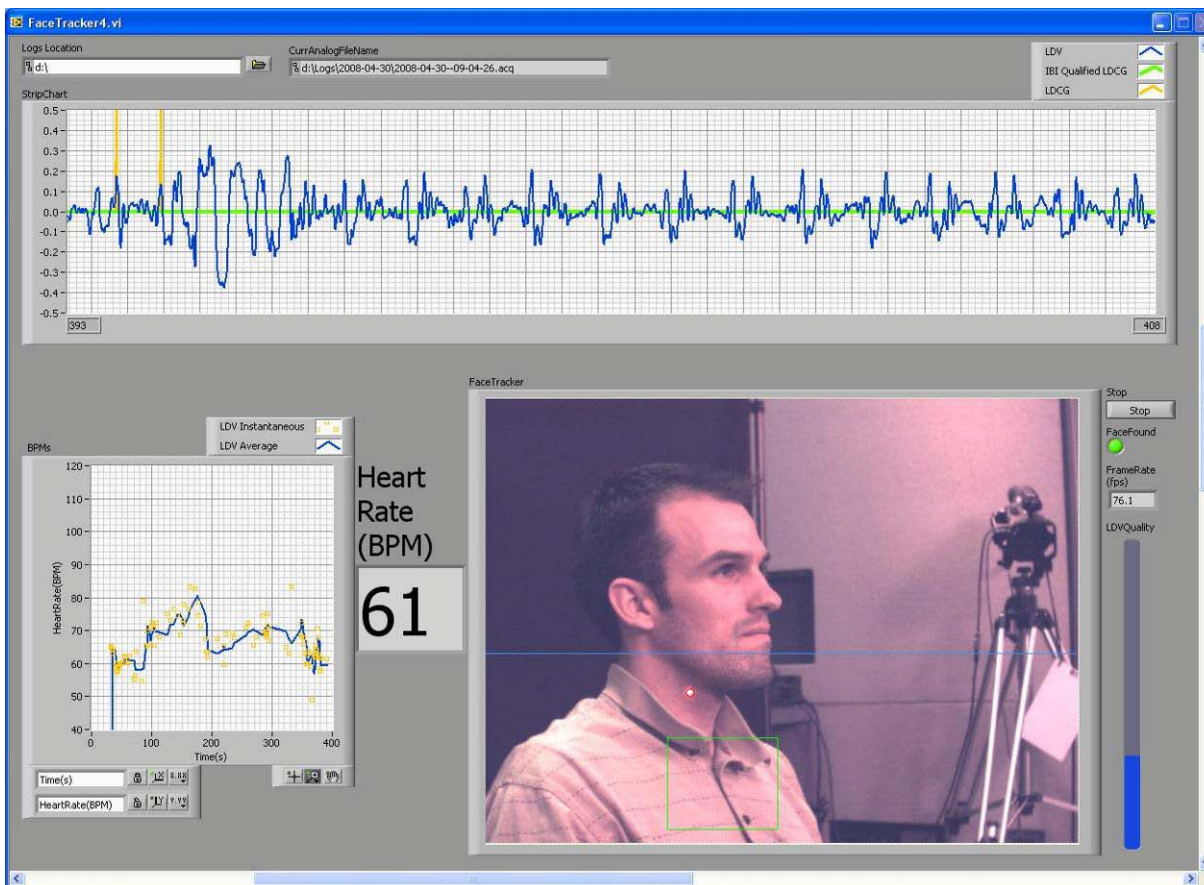 FaceTracker4.vi
Logs Location
d:\
CurrAnalogFileName
d:\Logs\2008-04-30\2008-04-30--09-04-26.acq
LDV
IBI Qualified LDCG
LDCG
StripChart
0.5
0.4
0.3
0.2
0.1
0.0
-0.1
-0.2
-0.3
-0.4
-0.5
393
408
LDV Instantaneous
LDV Average
BPMs
120
110
100
90
80
70
60
50
40
HeartRate(BPM)
0 100 200 300 400
Time(s)
Time(s)
HeartRate(BPM)
Heart
Rate
(BPM)
61
FaceTracker
Stop
Stop
FaceFound
FrameRate
(fps)
76.1
LDVQuality